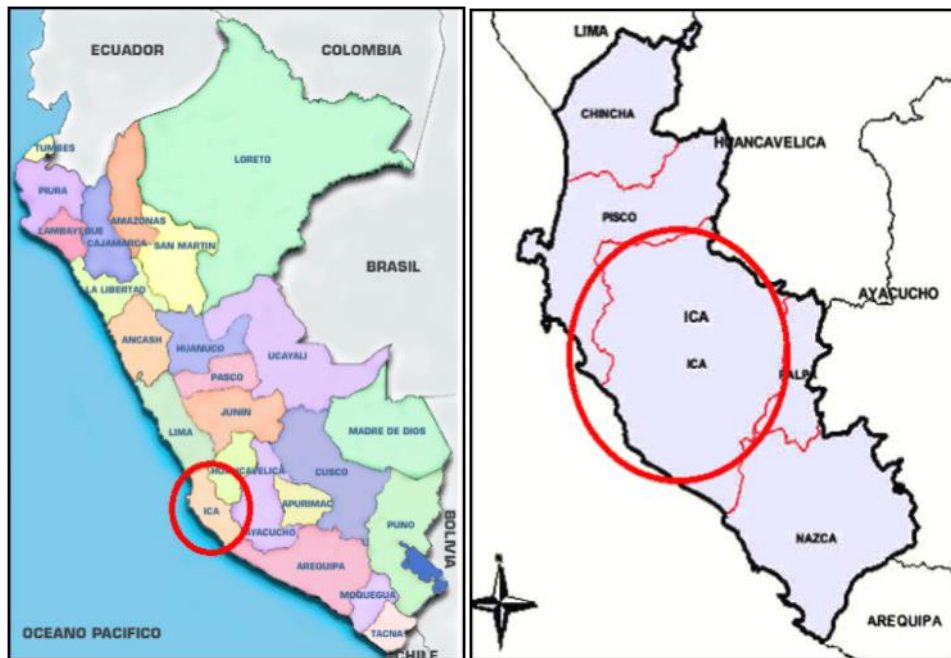 ECUADOR
COLOMBIA
TUMBES
LORETO
PIURA
AMAZONAS
LAMBAYEQUE
CAJAMARCA
SAN MARTIN
BRASIL
LA LIBERTAD
ANCASH
HUANUCO
UCAYALI
PASCO
JUNIN
LIMA
MADRE DE DIOS
HUANCAVELICA
CUSCO
ICA
APURIMAC
AYACUCHO
PUNO
BOLIVIA
AREQUIPA
MOQUEGUA
OCEANO PACIFICO
TACNA
CHILE
LIMA
CHINCHA
HUANCAVELICA
PISCO
AYACUCHO
ICA
ICA
PALPA
NAZCA
N
AREQUIPA